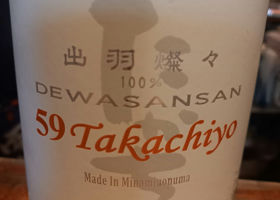 出羽燦々
100%
DEWASANSAN
59 Takachiyo
Made In Minamiuonuma